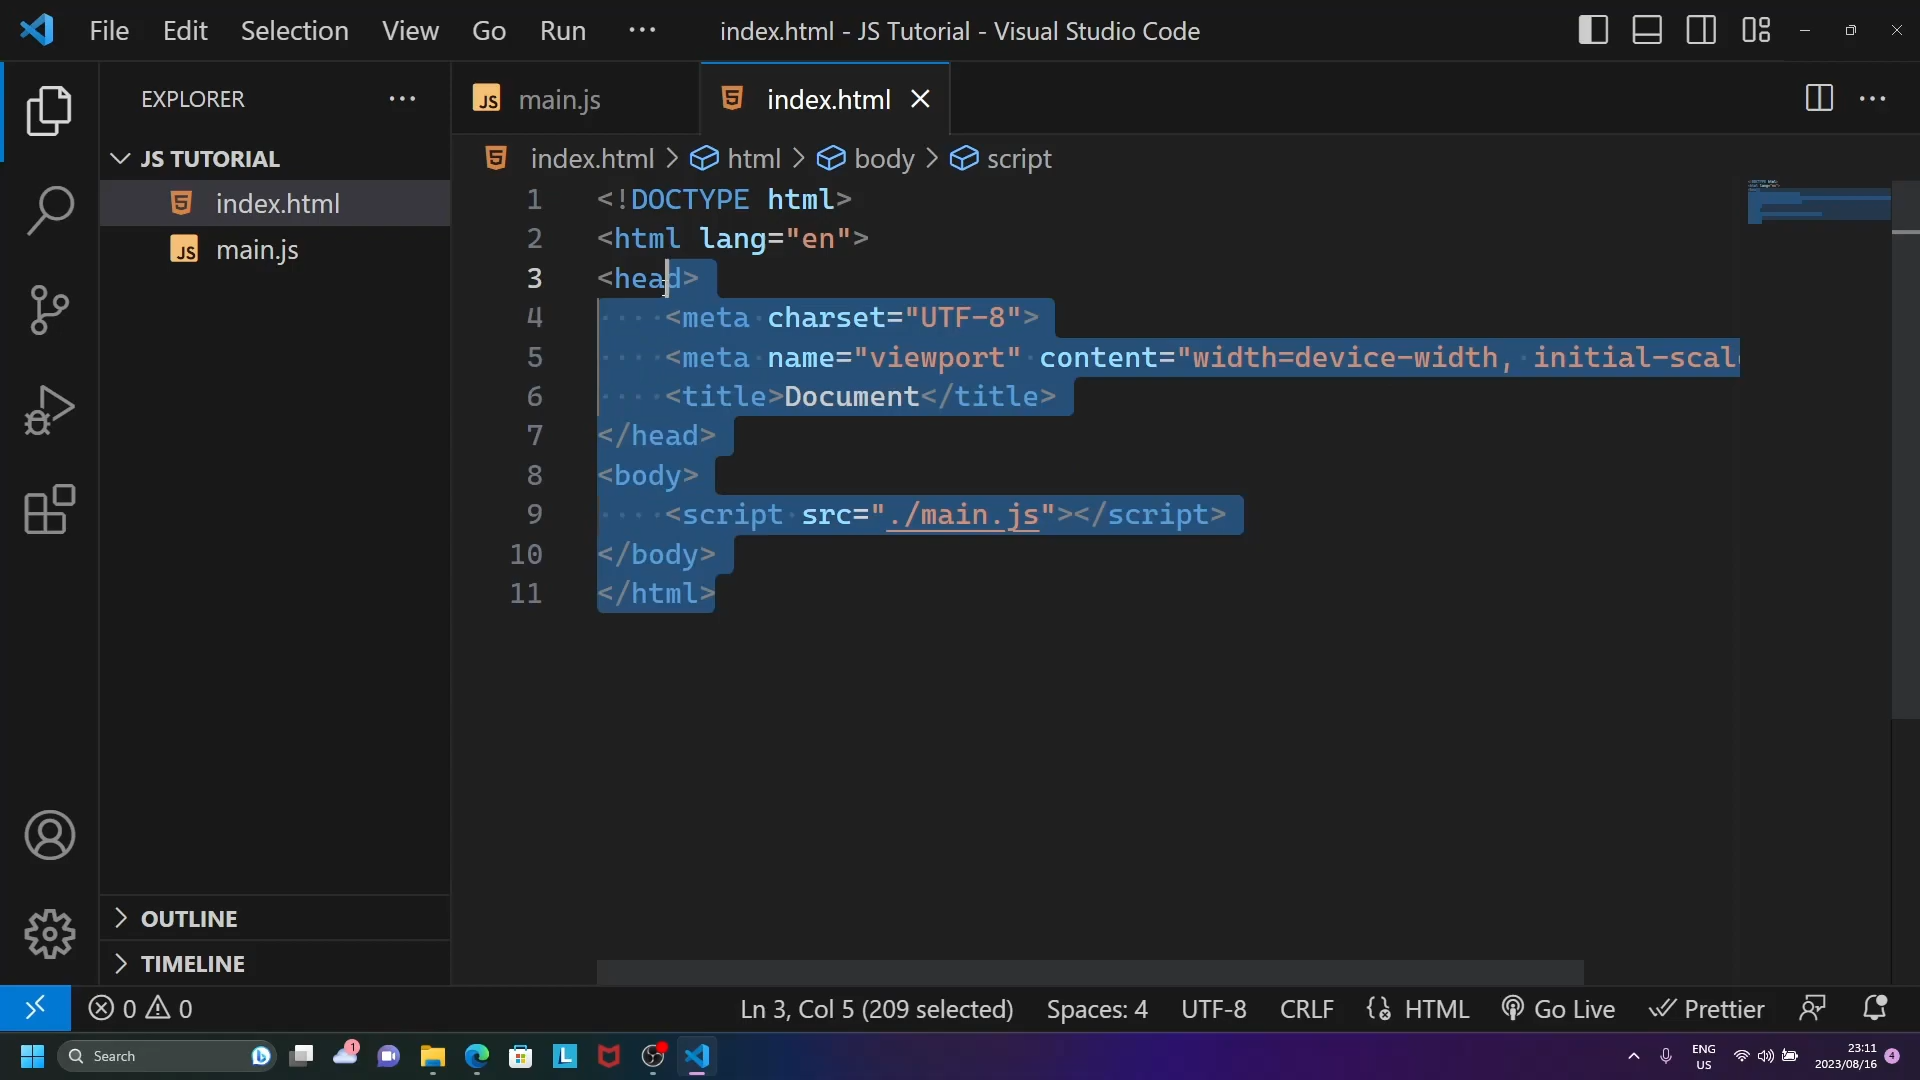 File Edit Selection View Go Run ··· index.html - JS Tutorial - Visual Studio Code
EXPLORER
JS TUTORIAL
index.html
JS main.js
JS main.js
index.html
index.html > html > body > script
1 <!DOCTYPE html>
2 <html lang="en">
3 <head>
4 ····<meta·charset="UTF-8">
5 ····<meta·name="viewport"·content="width=device-width,·initial-scal
6 ····<title>Document</title>
7 </head>
8 <body>
9 ····<script·src="./main.js"></script>
10 </body>
11 </html>
OUTLINE
TIMELINE
0 0 Ln 3, Col 5 (209 selected) Spaces: 4 UTF-8 CRLF {} HTML Go Live Prettier
Search 1 L ENG 23:11
US 2023/08/16 4